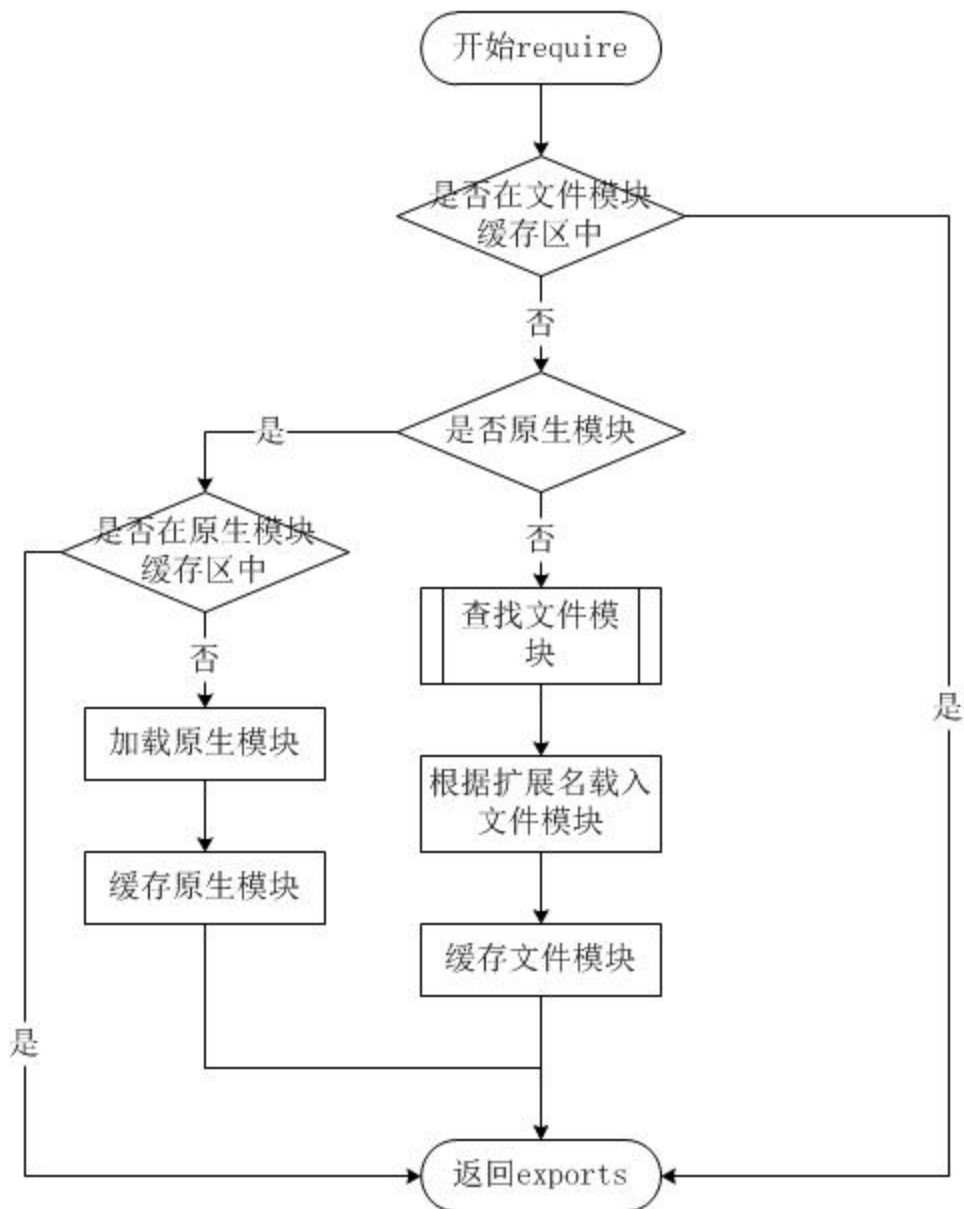 开始require
是否在文件模块
缓存区中
否
是
是否原生模块
是否在原生模块
缓存区中
否
查找文件模
块
否
是
加载原生模块
根据扩展名载入
文件模块
缓存原生模块
缓存文件模块
是
返回exports